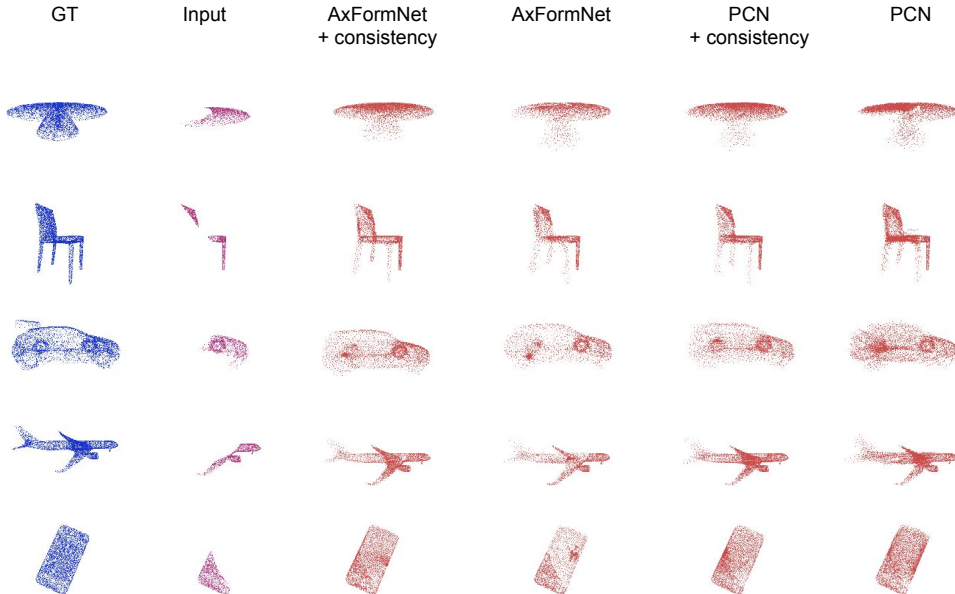 GT
Input
AxFormNet
+ consistency
AxFormNet
PCN
+ consistency
PCN